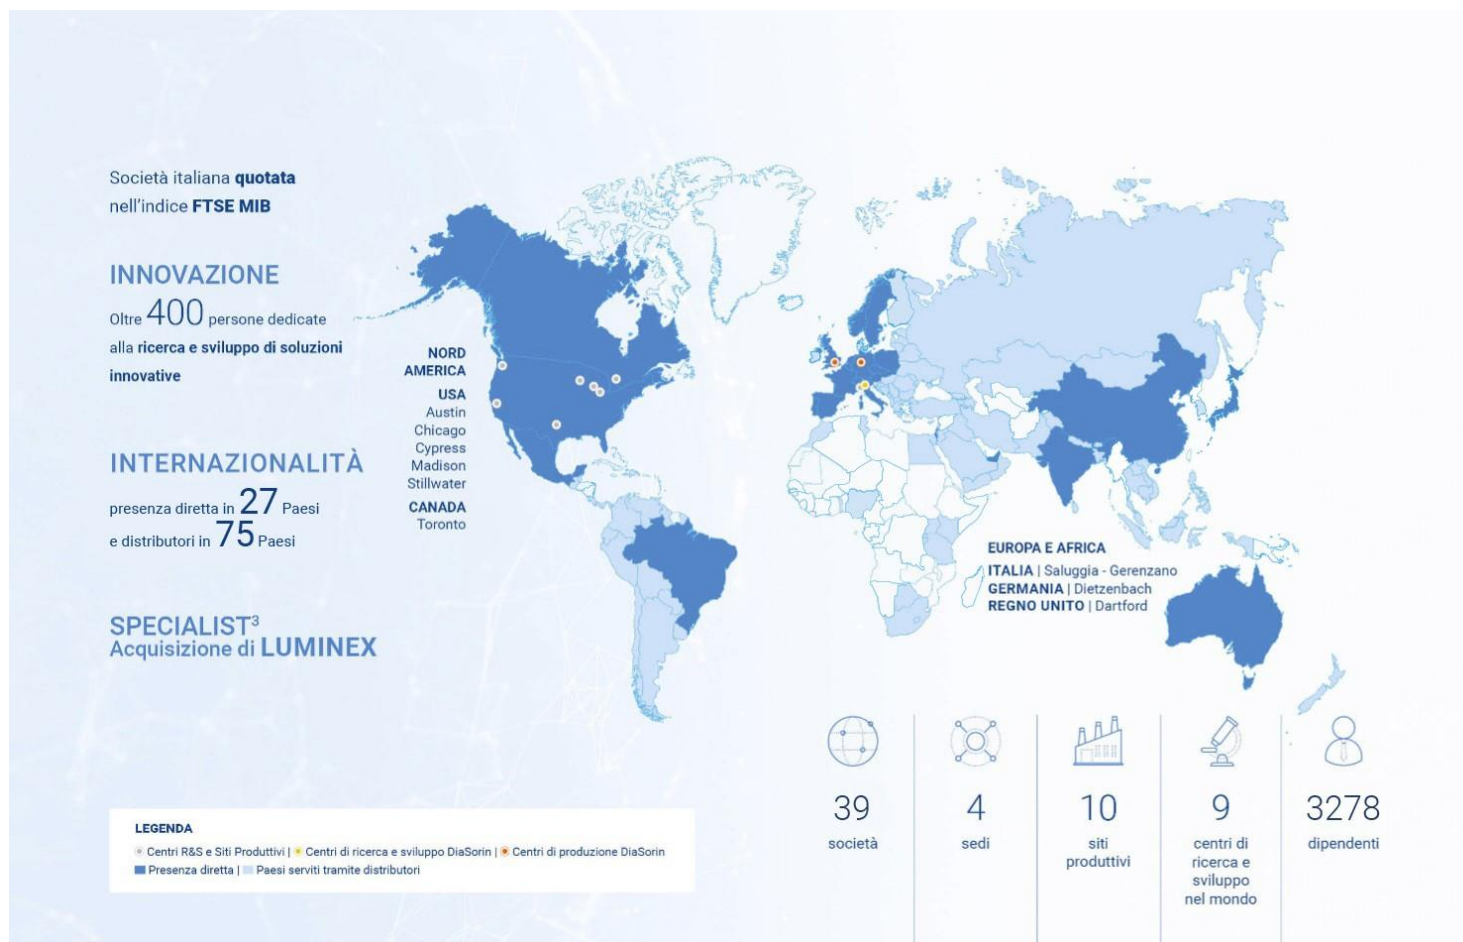 Società italiana quotata
nell'indice FTSE MIB
INNOVAZIONE
Oltre 400 persone dedicate
alla ricerca e sviluppo di soluzioni
innovative
INTERNAZIONALITÀ
presenza diretta in 27 Paesi
e distributori in 75 Paesi
SPECIALIST³
Acquisizione di LUMINEX
NORD
AMERICA
USA
Austin
Chicago
Cypress
Madison
Stillwater
CANADA
Toronto
EUROPA E AFRICA
ITALIA | Saluggia - Gerenzano
GERMANIA | Dietzenbach
REGNO UNITO | Dartford
39
società
4
sedi
10
siti
produttivi
9
centri di
ricerca e
sviluppo
nel mondo
3278
dipendenti
LEGENDA
Centri R&S e Siti Produttivi | Centri di ricerca e sviluppo DiaSorin | Centri di produzione DiaSorin
Presenza diretta | Paesi serviti tramite distributori